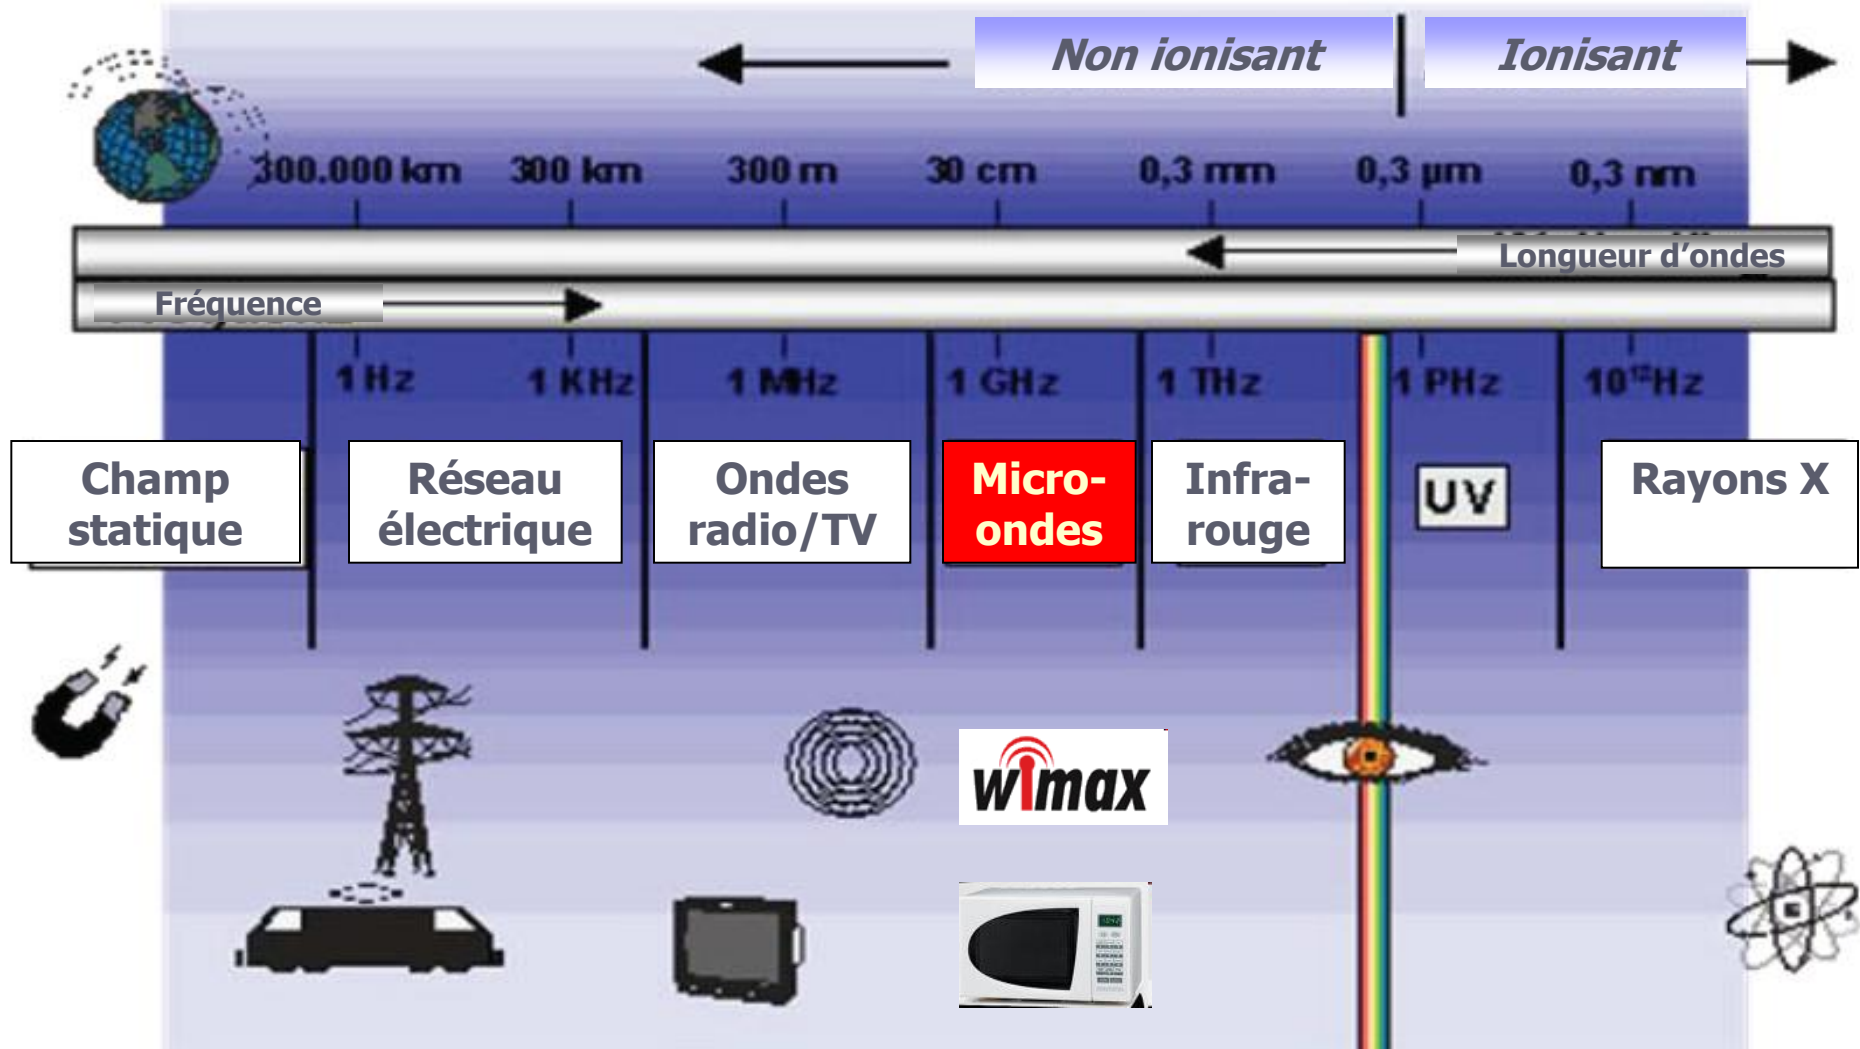 Non ionisant Ionisant
300.000 km 300 km 300 m 30 cm 0,3 mm 0,3 µm 0,3 nm
Longueur d’ondes
Fréquence
1 Hz 1 KHz 1 MHz 1 GHz 1 THz 1 PHz 10¹²Hz
Champ
statique
Réseau
électrique
Ondes
radio/TV
Micro-
ondes
Infra-
rouge
UV
Rayons X
wimax